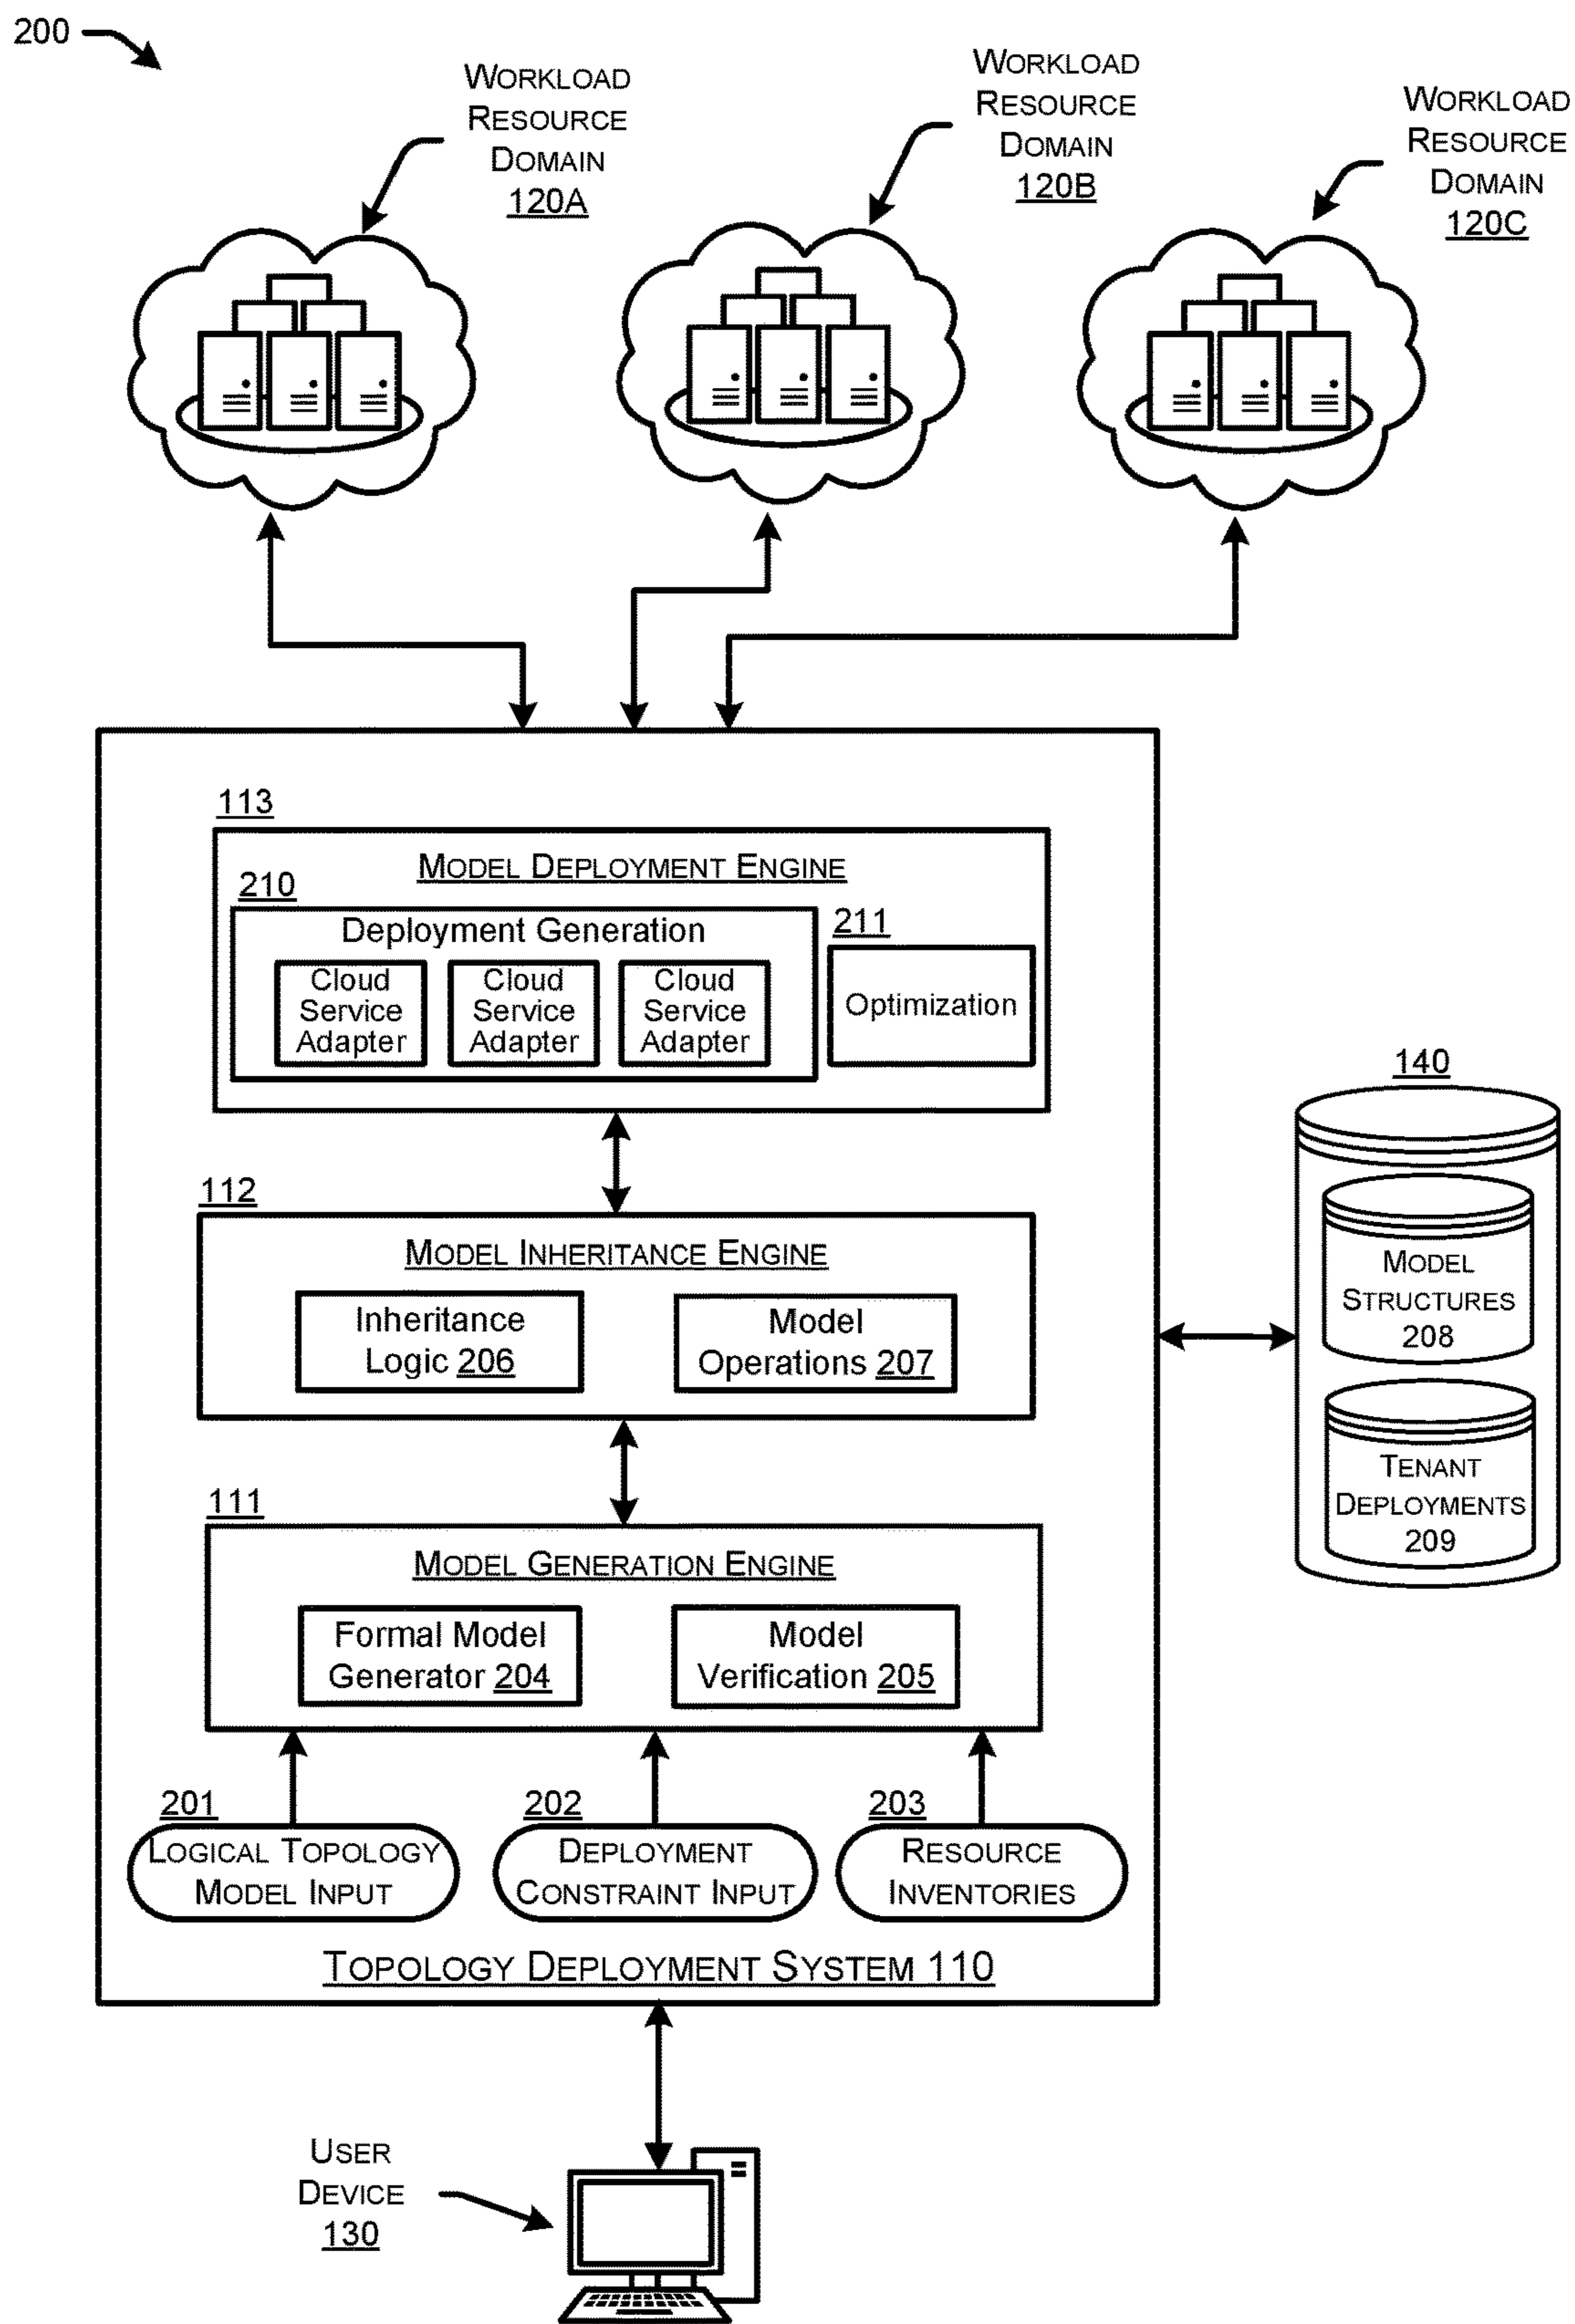 200
WORKLOAD
RESOURCE
DOMAIN
120A
WORKLOAD
RESOURCE
DOMAIN
120B
WORKLOAD
RESOURCE
DOMAIN
120C
113
MODEL DEPLOYMENT ENGINE
210
Deployment Generation
Cloud
Service
Adapter
Cloud
Service
Adapter
Cloud
Service
Adapter
211
Optimization
140
MODEL
STRUCTURES
208
TENANT
DEPLOYMENTS
209
112
MODEL INHERITANCE ENGINE
Inheritance
Logic 206
Model
Operations 207
111
MODEL GENERATION ENGINE
Formal Model
Generator 204
Model
Verification 205
201
LOGICAL TOPOLOGY
MODEL INPUT
202
DEPLOYMENT
CONSTRAINT INPUT
203
RESOURCE
INVENTORIES
TOPOLOGY DEPLOYMENT SYSTEM 110
USER
DEVICE
130